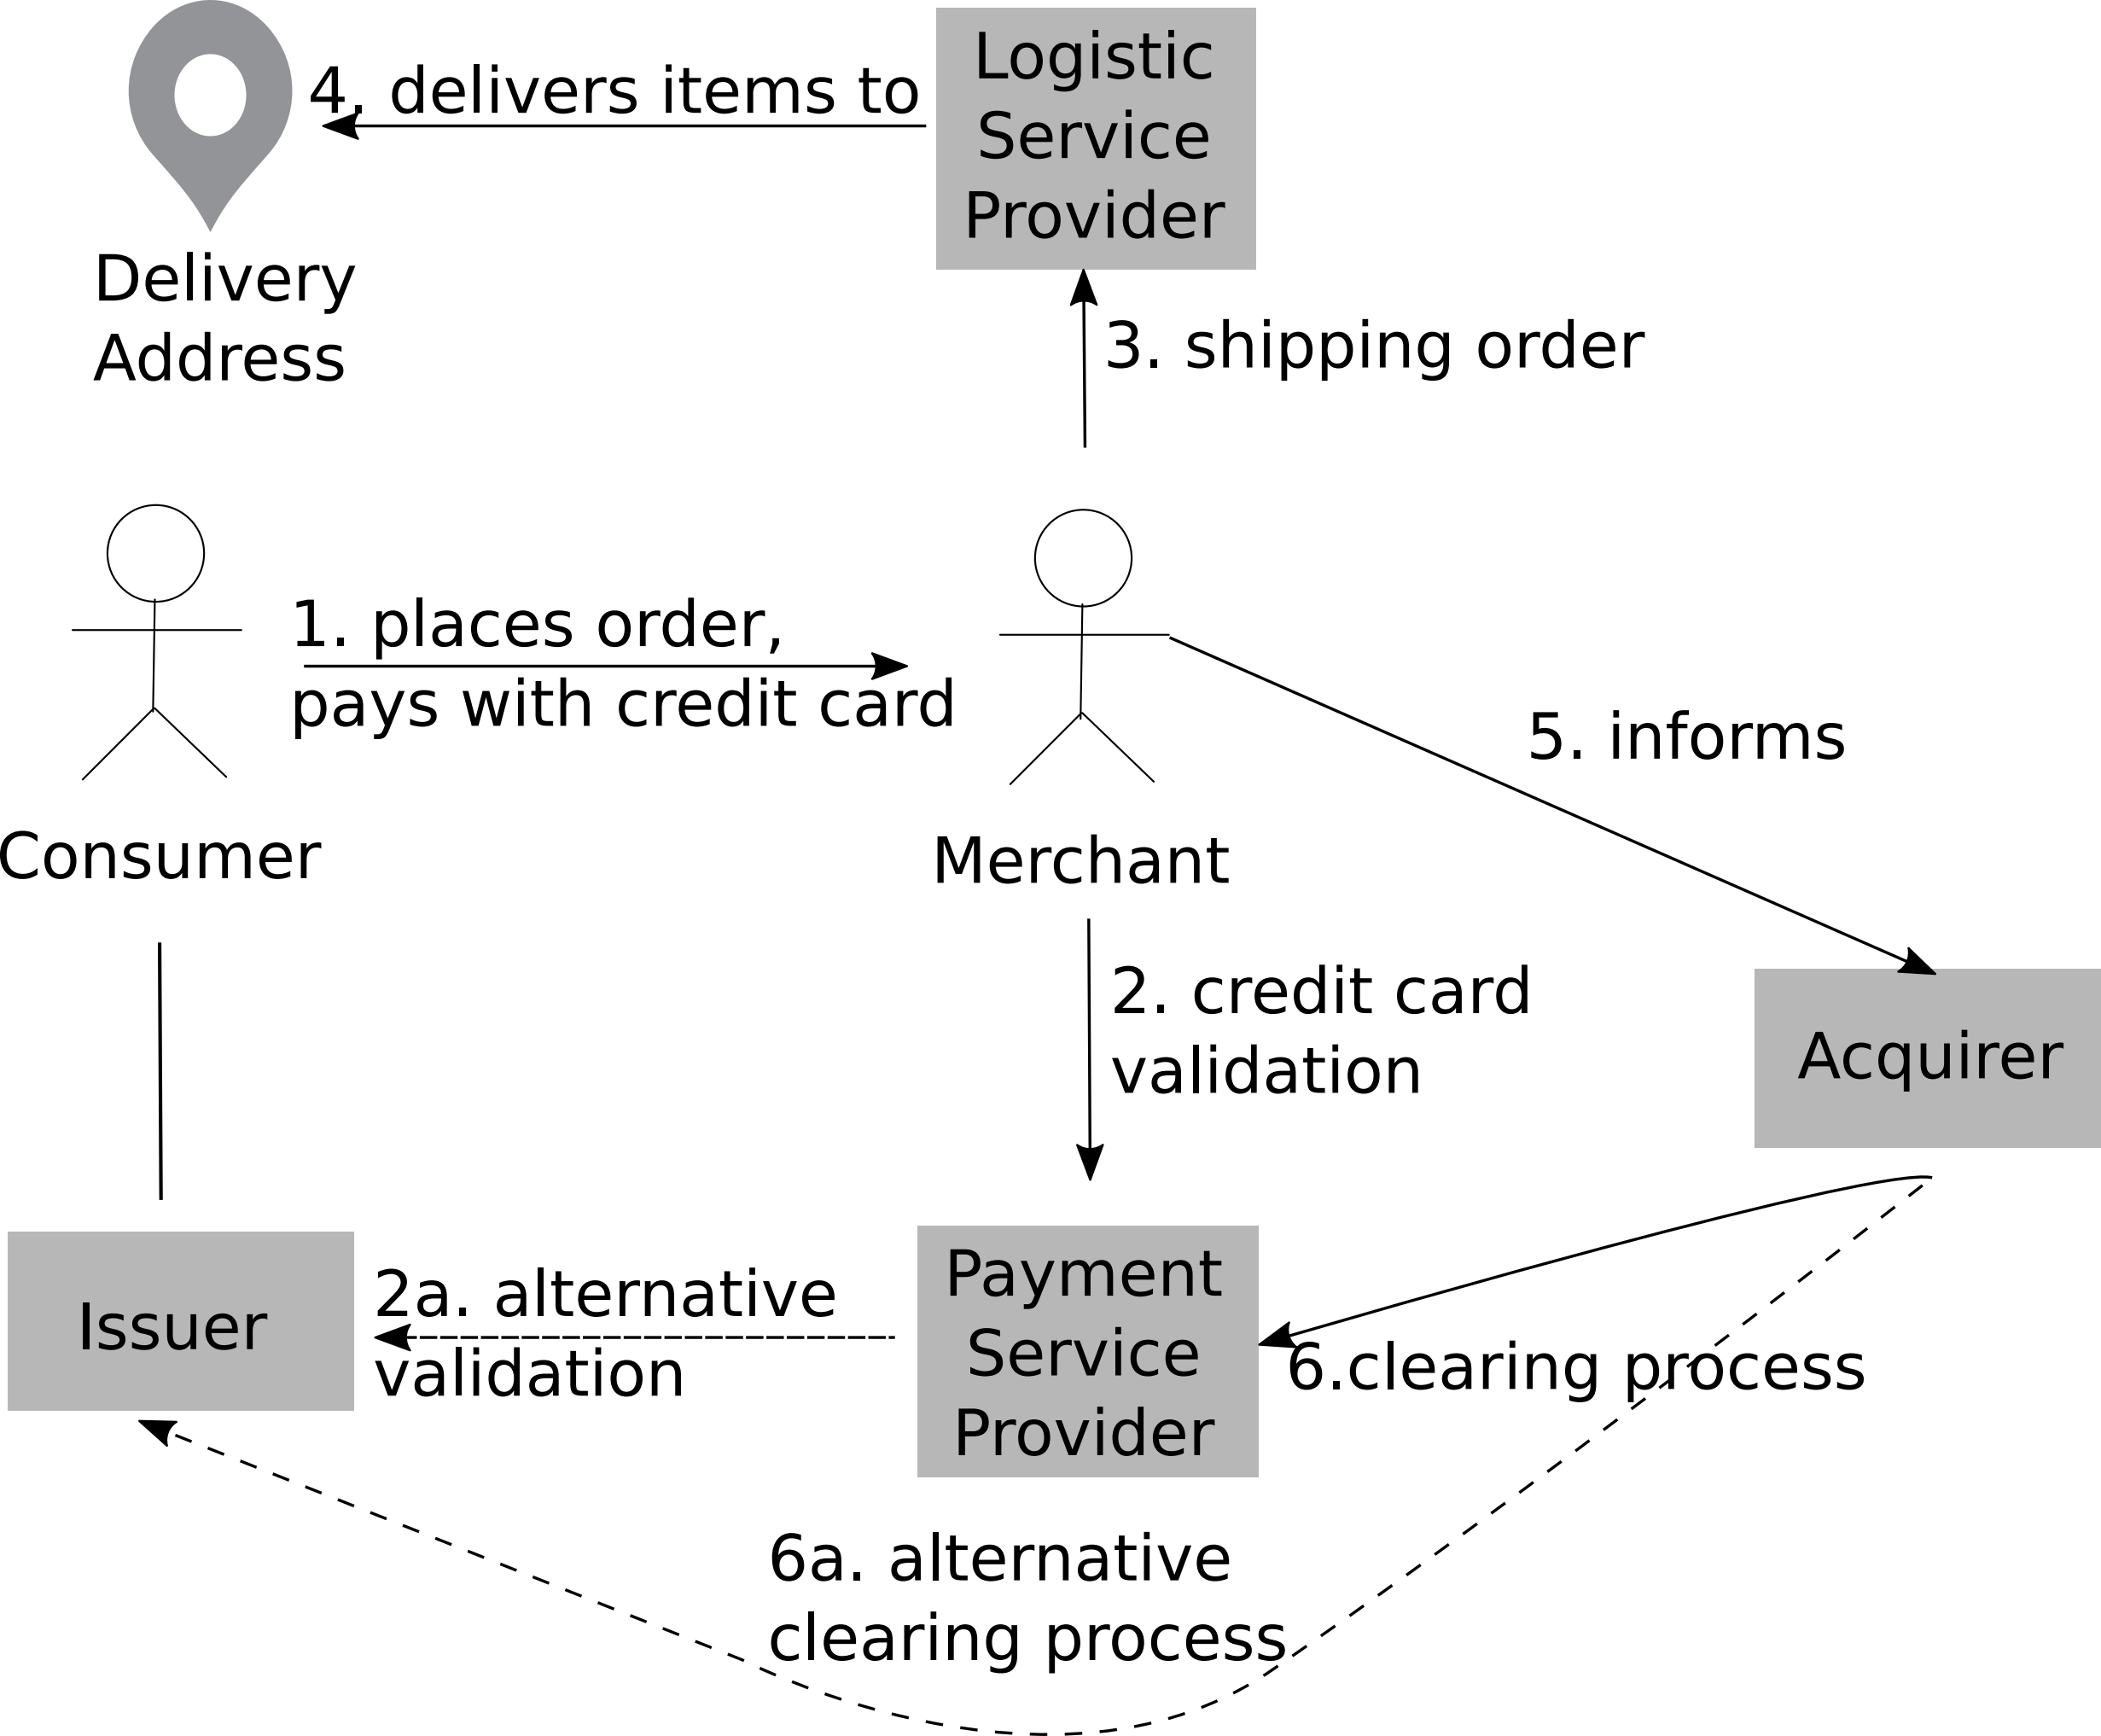 4. delivers items to
Logistic
Service
Provider
Delivery
Address
3. shipping order
1. places order,
pays with credit card
5. informs
Consumer
Merchant
2. credit card
validation
Acquirer
Issuer
2a. alternative
validation
Payment
Service
Provider
6.clearing process
6a. alternative
clearing process